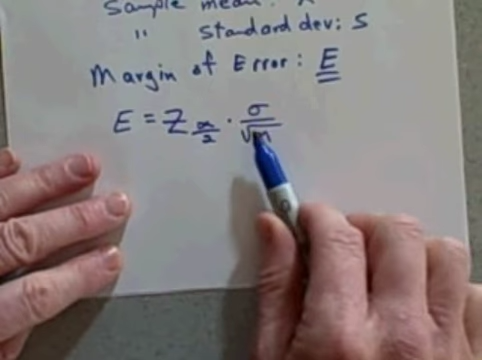 Sample mean: x̄
" standard dev: S
Margin of Error: E
E = Z α/2 · σ/√n